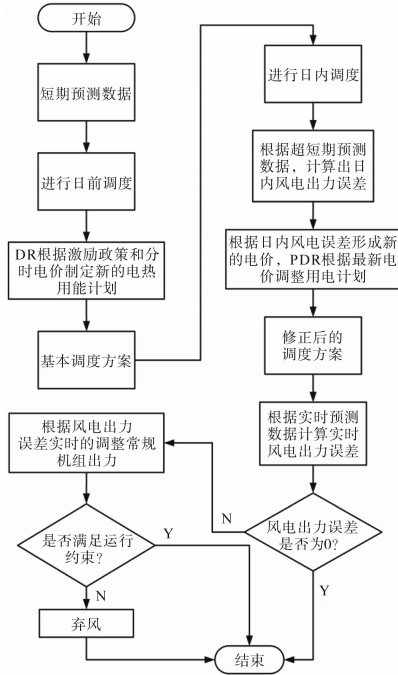 开始
短期预测数据
进行日前调度
DR根据激励政策和分
时电价制定新的电热
用能计划
基本调度方案
进行日内调度
根据超短期预测
数据，计算出日
内风电出力误差
根据日内风电误差形成新
的电价，PDR根据最新电
价调整用电计划
修正后的
调度方案
根据实时预测
数据计算实时
风电出力误差
风电出力误差
是否为0?
N
Y
根据风电出力
误差实时的调整常规
机组出力
是否满足运行
约束?
Y
N
弃风
结束